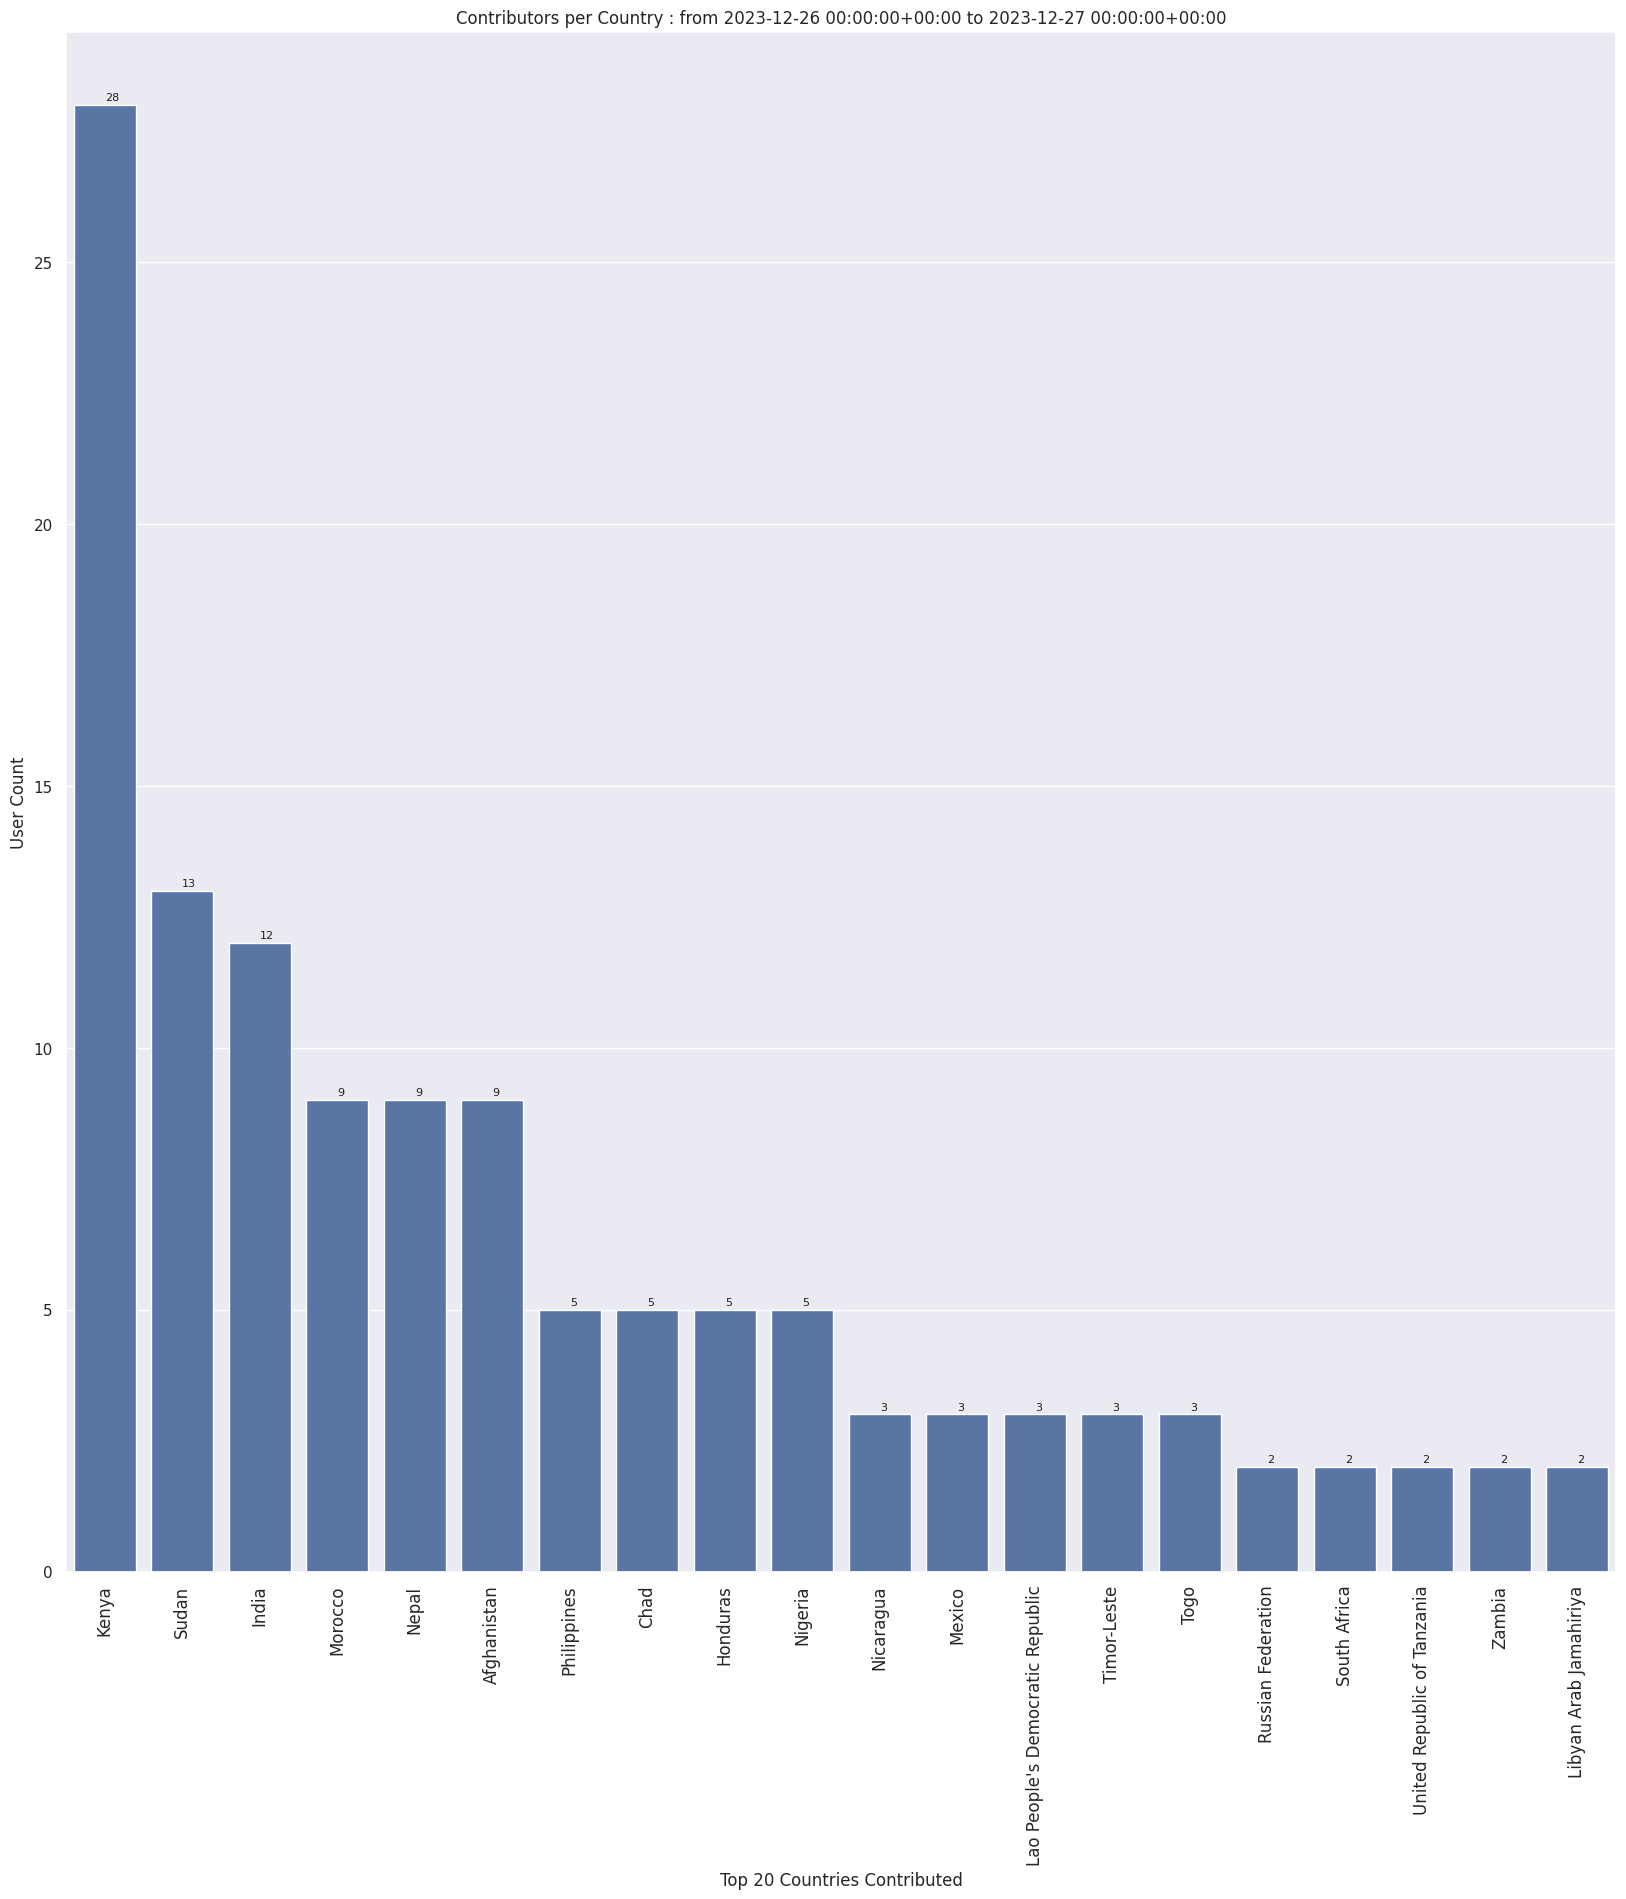 Contributors per Country : from 2023-12-26 00:00:00+00:00 to 2023-12-27 00:00:00+00:00
User Count
25
20
15
10
5
0
28
13
12
9
9
9
5
5
5
5
3
3
3
3
3
2
2
2
2
2
Kenya
Sudan
India
Morocco
Nepal
Afghanistan
Philippines
Chad
Honduras
Nigeria
Nicaragua
Mexico
Lao People's Democratic Republic
Timor-Leste
Togo
Russian Federation
South Africa
United Republic of Tanzania
Zambia
Libyan Arab Jamahiriya
Top 20 Countries Contributed